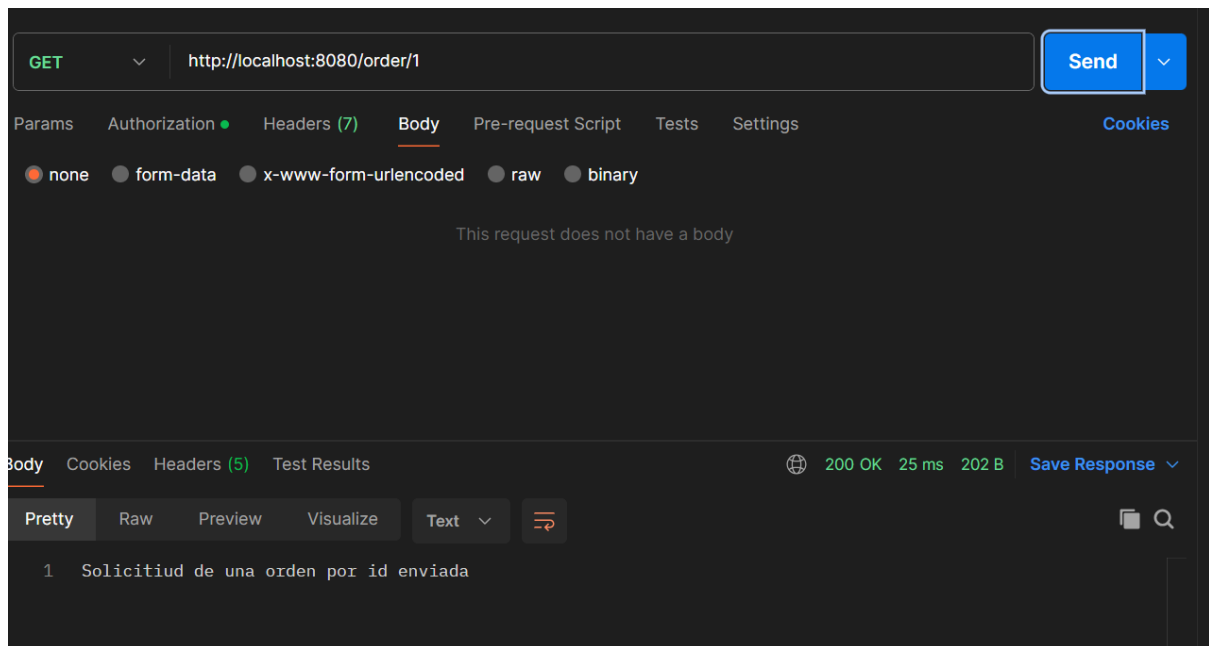 GET http://localhost:8080/order/1 Send
Params Authorization Headers (7) Body Pre-request Script Tests Settings Cookies
none form-data x-www-form-urlencoded raw binary
This request does not have a body
Body Cookies Headers (5) Test Results 200 OK 25 ms 202 B Save Response
Pretty Raw Preview Visualize Text
1 Solicitiud de una orden por id enviada